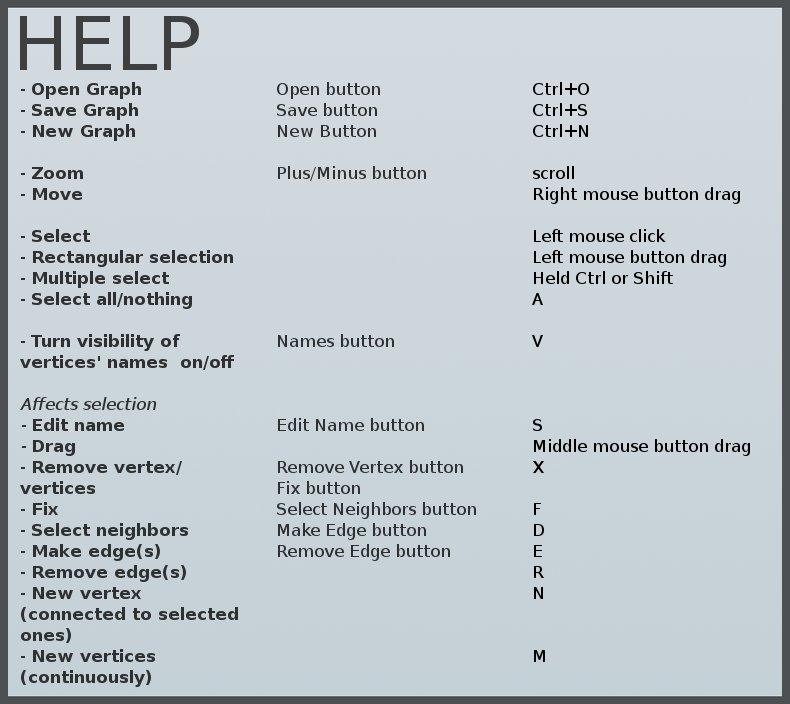 HELP
- Open Graph Open button Ctrl+O
- Save Graph Save button Ctrl+S
- New Graph New Button Ctrl+N
- Zoom Plus/Minus button scroll
- Move Right mouse button drag
- Select Left mouse click
- Rectangular selection Left mouse button drag
- Multiple select Held Ctrl or Shift
- Select all/nothing A
- Turn visibility of Names button V
vertices' names on/off
Affects selection
- Edit name Edit Name button S
- Drag Middle mouse button drag
- Remove vertex/ Remove Vertex button X
vertices Fix button
- Fix Select Neighbors button F
- Select neighbors Make Edge button D
- Make edge(s) Remove Edge button E
- Remove edge(s) R
- New vertex N
(connected to selected
ones)
- New vertices M
(continuously)